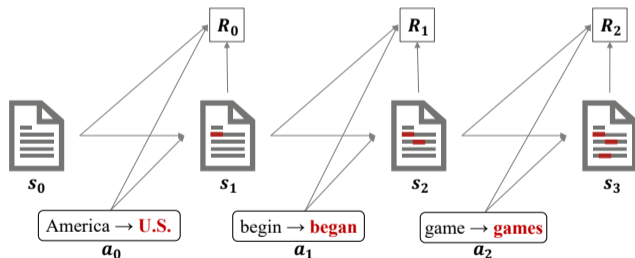 R₀ R₁ R₂
s₀ s₁ s₂ s₃
America → U.S. begin → began game → games
a₀ a₁ a₂